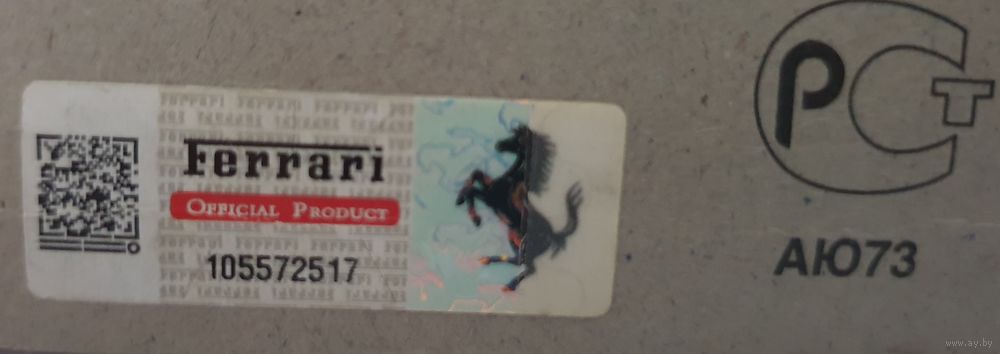 Ferrari
OFFICIAL PRODUCT
105572517
РСТ
АЮ73
www.ay.by